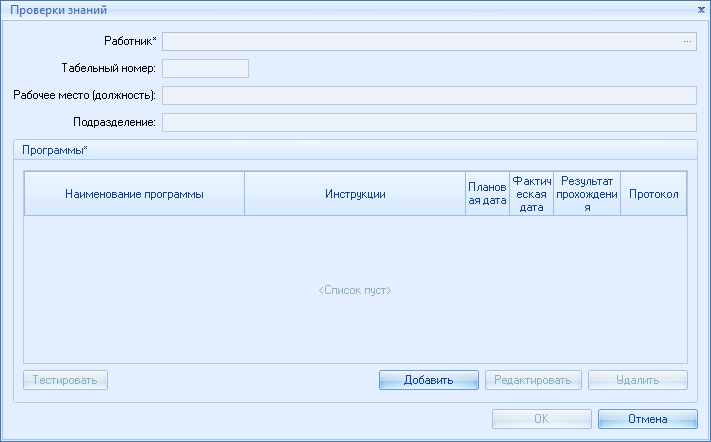 Проверки знаний
Работник*
Табельный номер:
Рабочее место (должность):
Подразделение:
Программы*
Наименование программы
Инструкции
Планов
ая дата
Фактич
еская
дата
Результат
прохождени
я
Протокол
<Список пуст>
Тестировать
Добавить
Редактировать
Удалить
ОК
Отмена